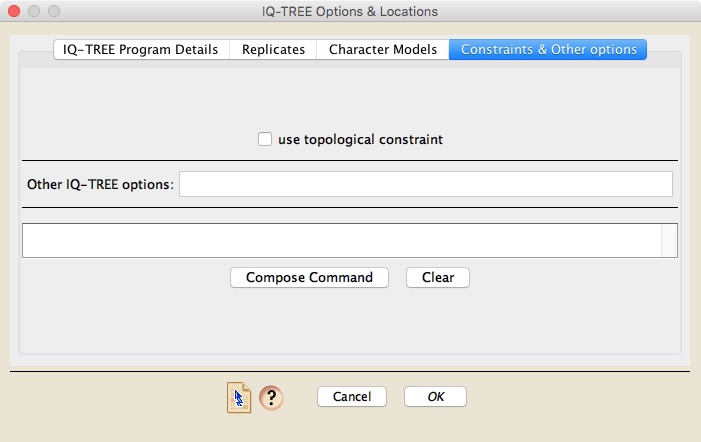 IQ-TREE Options & Locations
IQ-TREE Program Details Replicates Character Models Constraints & Other options
use topological constraint
Other IQ-TREE options:
Compose Command Clear
? Cancel OK